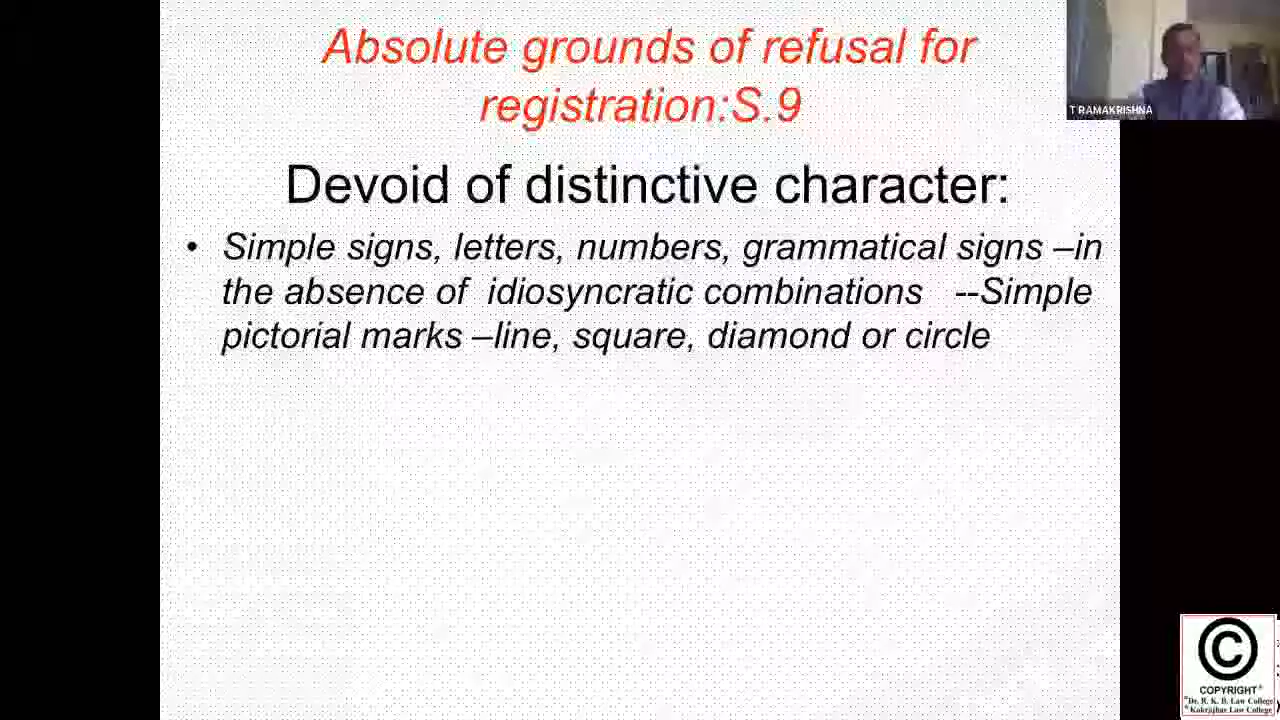 Absolute grounds of refusal for
registration:S.9
T RAMAKRISHNA
Devoid of distinctive character:
• Simple signs, letters, numbers, grammatical signs –in
the absence of idiosyncratic combinations --Simple
pictorial marks –line, square, diamond or circle
©
COPYRIGHT
Dr. R. K. B. Law College
Kokrajhar Law College